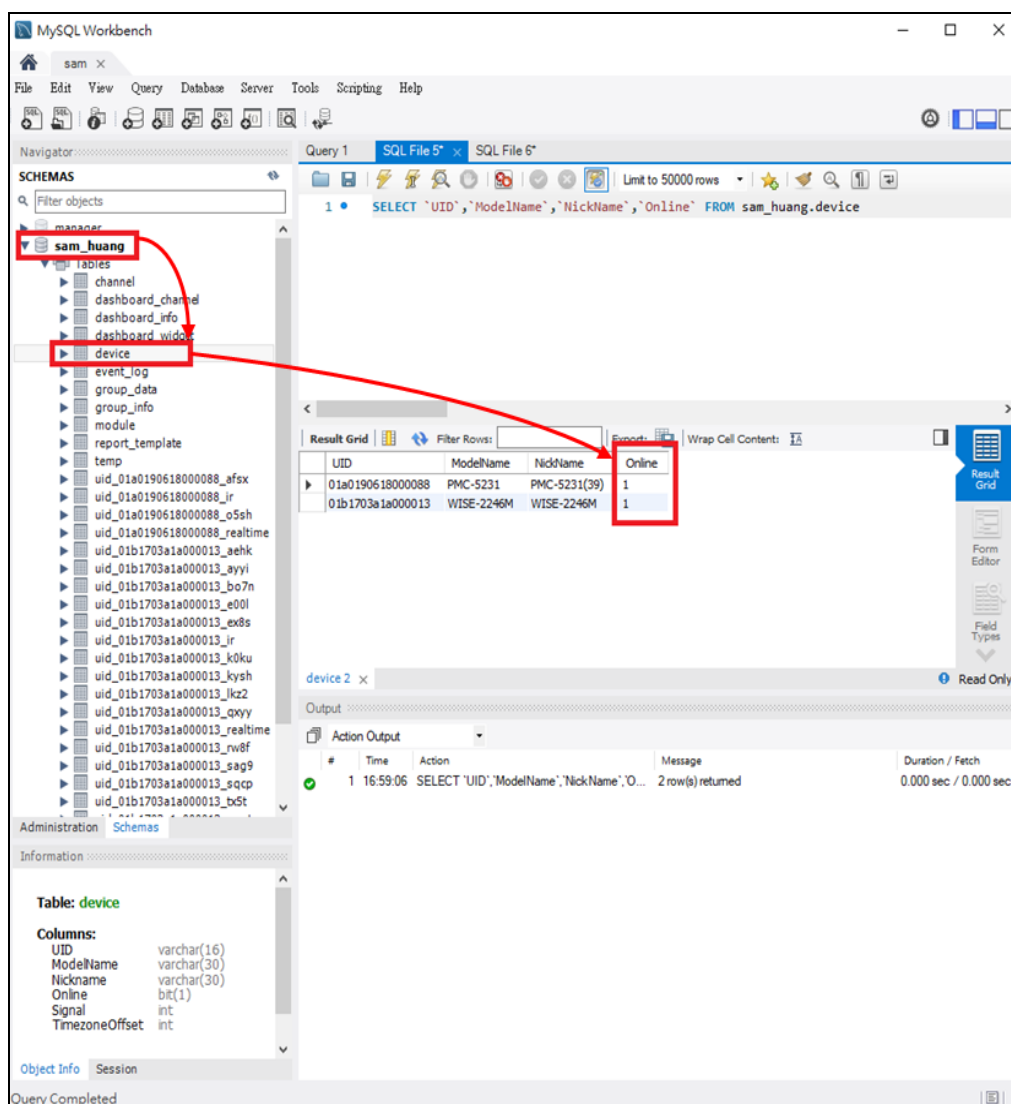 MySQL Workbench
sam
File Edit View Query Database Server Tools Scripting Help
Navigator
SCHEMAS
Filter objects
manager
sam_huang
Tables
channel
dashboard_channel
dashboard_info
dashboard_widget
device
event_log
group_data
group_info
module
report_template
temp
uid_01a0190618000088_afsx
uid_01a0190618000088_ir
uid_01a0190618000088_o5sh
uid_01a0190618000088_realtime
uid_01b1703a1a000013_aehk
uid_01b1703a1a000013_ayyi
uid_01b1703a1a000013_bo7n
uid_01b1703a1a000013_e00l
uid_01b1703a1a000013_ex8s
uid_01b1703a1a000013_ir
uid_01b1703a1a000013_k0ku
uid_01b1703a1a000013_kysh
uid_01b1703a1a000013_lkz2
uid_01b1703a1a000013_qxyy
uid_01b1703a1a000013_realtime
uid_01b1703a1a000013_rw8f
uid_01b1703a1a000013_sag9
uid_01b1703a1a000013_sqcp
uid_01b1703a1a000013_tx5t
Administration Schemas
Information
Table: device
Columns:
UID varchar(16)
ModelName varchar(30)
Nickname varchar(30)
Online bit(1)
Signal int
TimezoneOffset int
Object Info Session
Query Completed
Query 1 SQL File 5* SQL File 6*
Limit to 50000 rows
1 SELECT `UID`,`ModelName`,`NickName`,`Online` FROM sam_huang.device
Result Grid Filter Rows: Export: Wrap Cell Content:
UID ModelName NickName Online
01a0190618000088 PMC-5231 PMC-5231(39) 1
01b1703a1a000013 WISE-2246M WISE-2246M 1
Result Grid
Form Editor
Field Types
device 2 Read Only
Output
Action Output
# Time Action Message Duration / Fetch
1 16:59:06 SELECT `UID`,`ModelName`,`NickName`,`O... 2 row(s) returned 0.000 sec / 0.000 sec